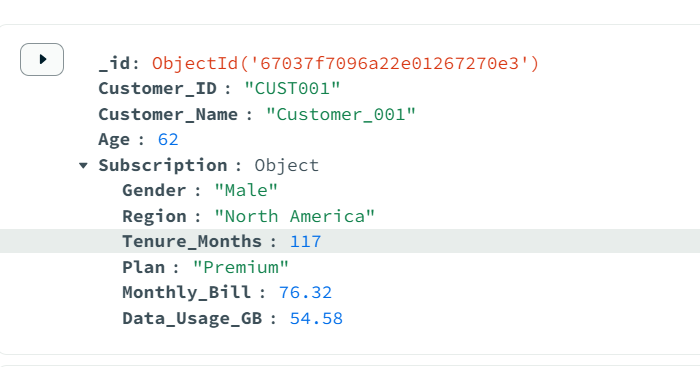 _id: ObjectId('67037f7096a22e01267270e3')
Customer_ID : "CUST001"
Customer_Name : "Customer_001"
Age : 62
Subscription : Object
Gender : "Male"
Region : "North America"
Tenure_Months : 117
Plan : "Premium"
Monthly_Bill : 76.32
Data_Usage_GB : 54.58